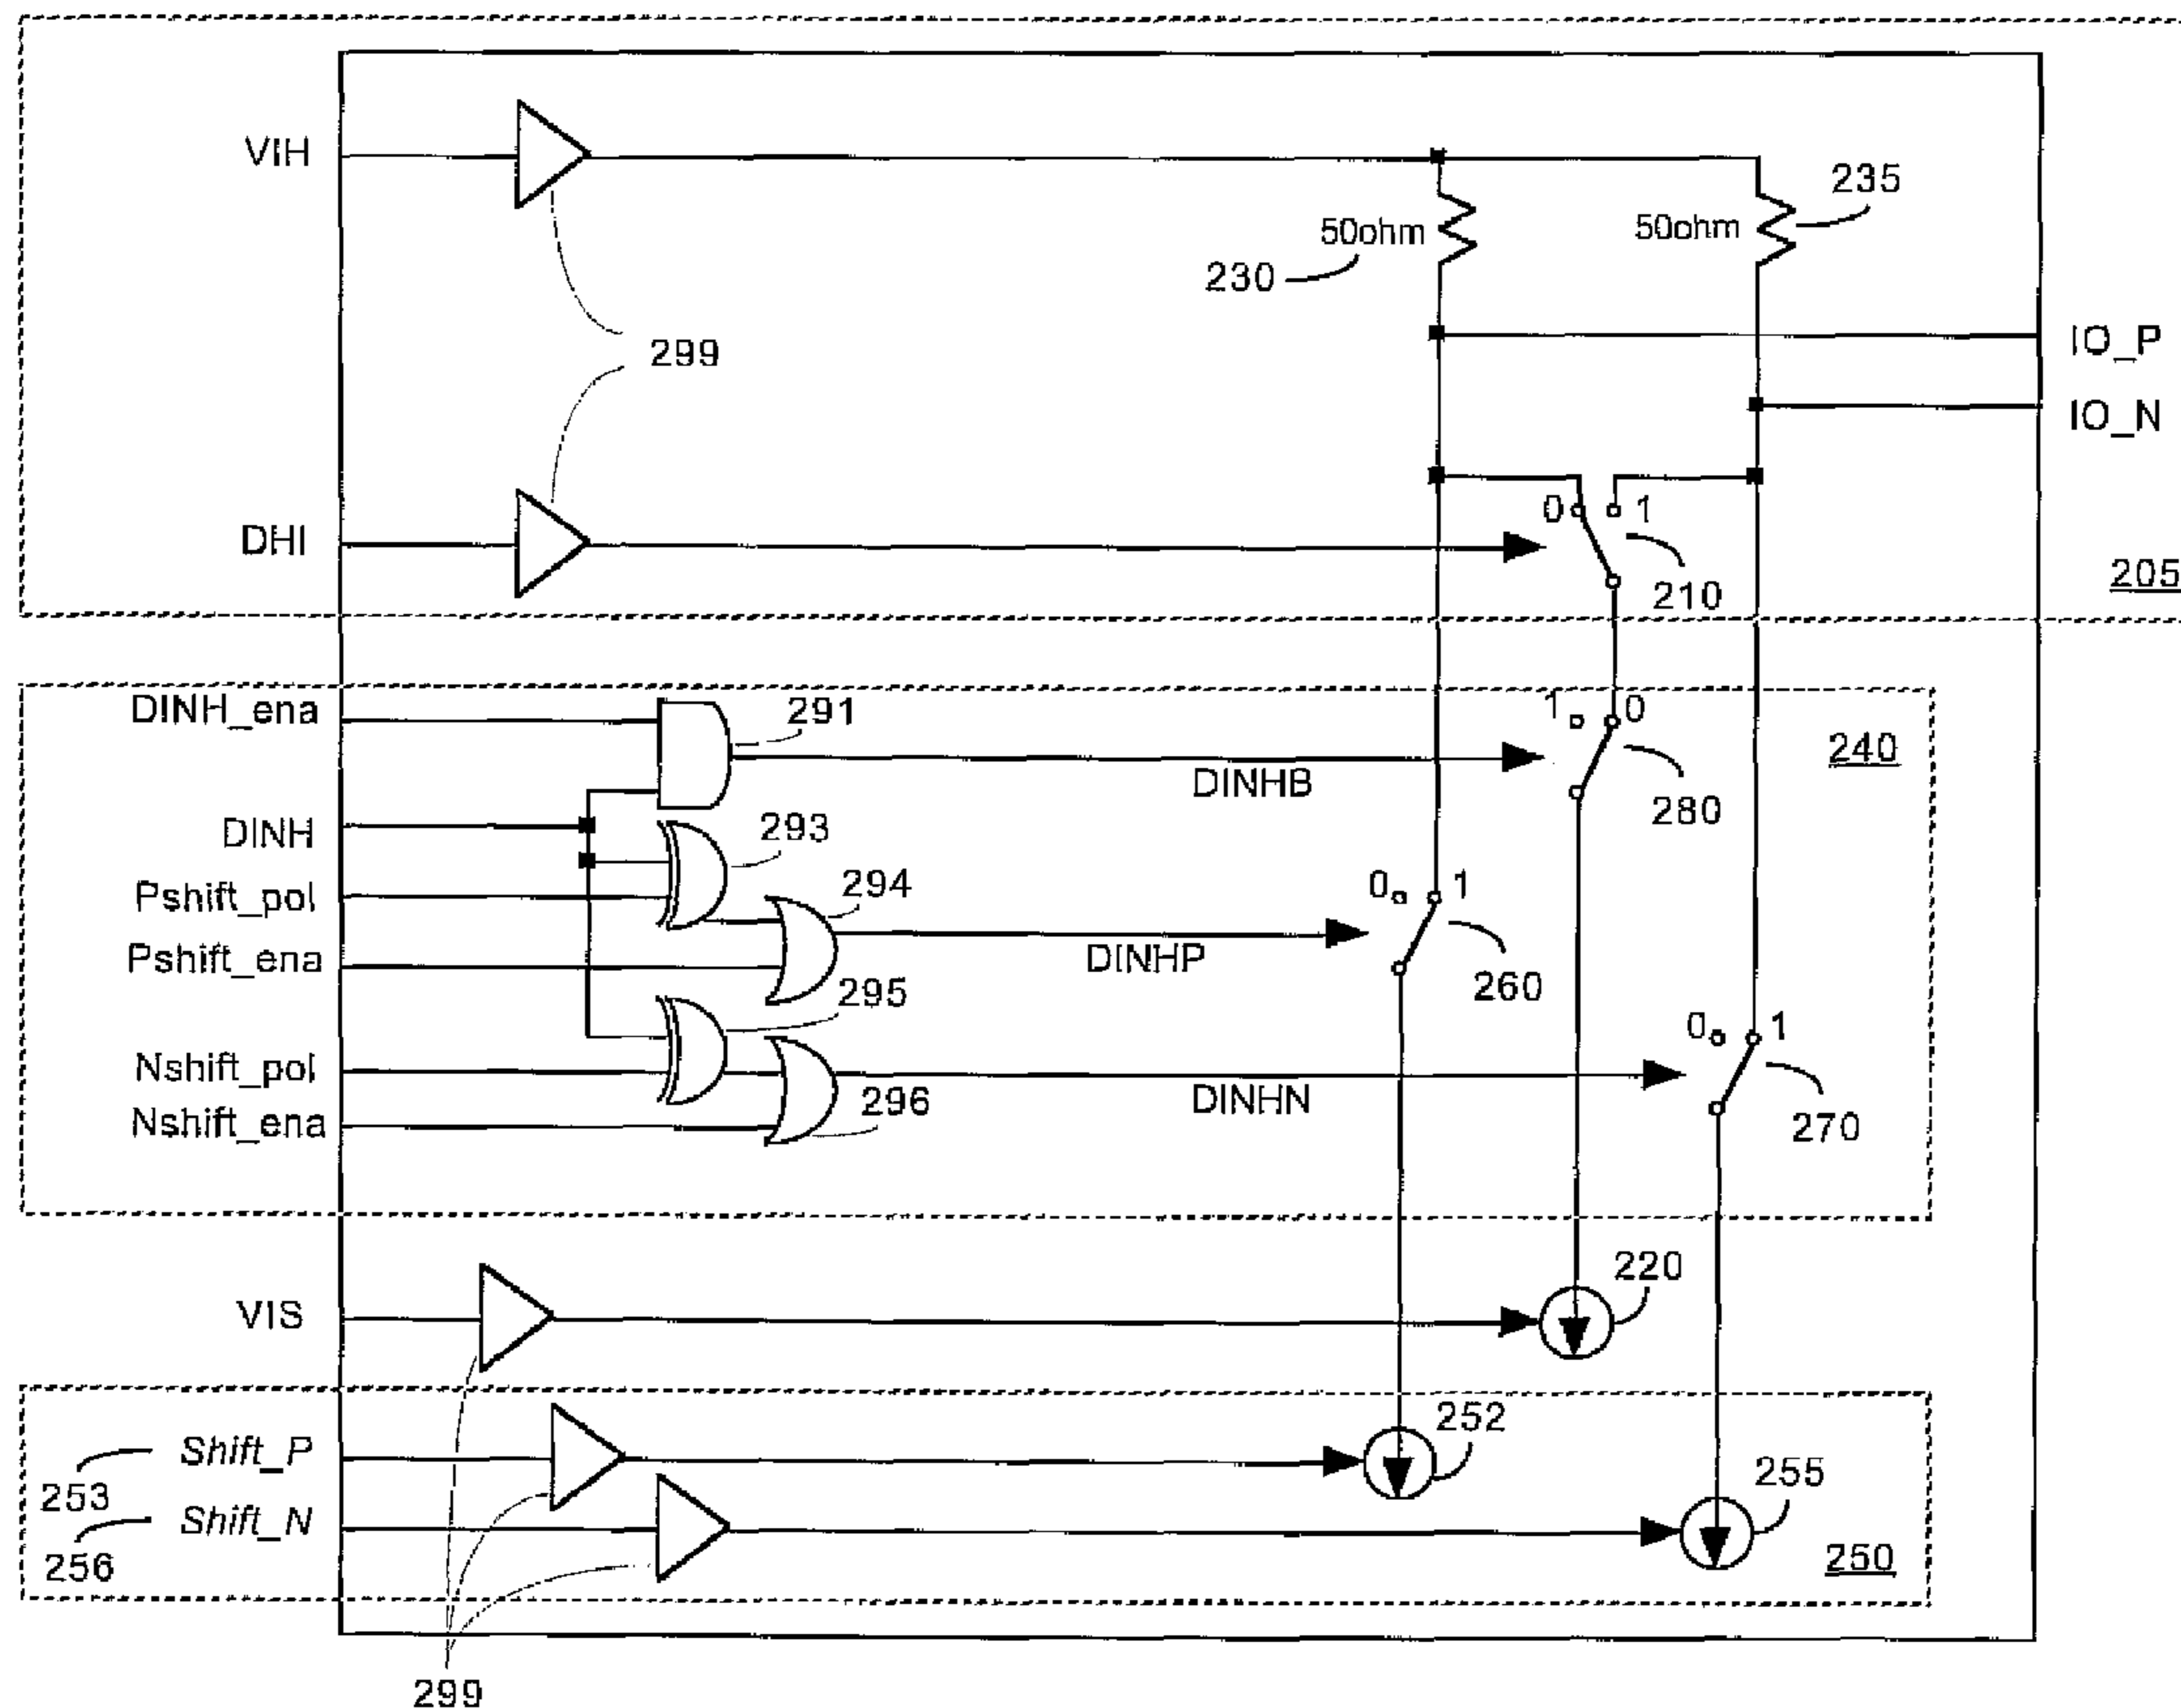 VIH
235
50ohm
50ohm
230
299
IO_P
IO_N
0
1
DHI
210
205
DINH_ena
291
1
0
240
DINHB
280
DINH
293
Pshift_pol
294
0
1
Pshift_ena
DINHP
260
295
0
1
Nshift_pol
DINHN
296
270
Nshift_ena
220
VIS
252
Shift_P
253
255
Shift_N
256
250
299